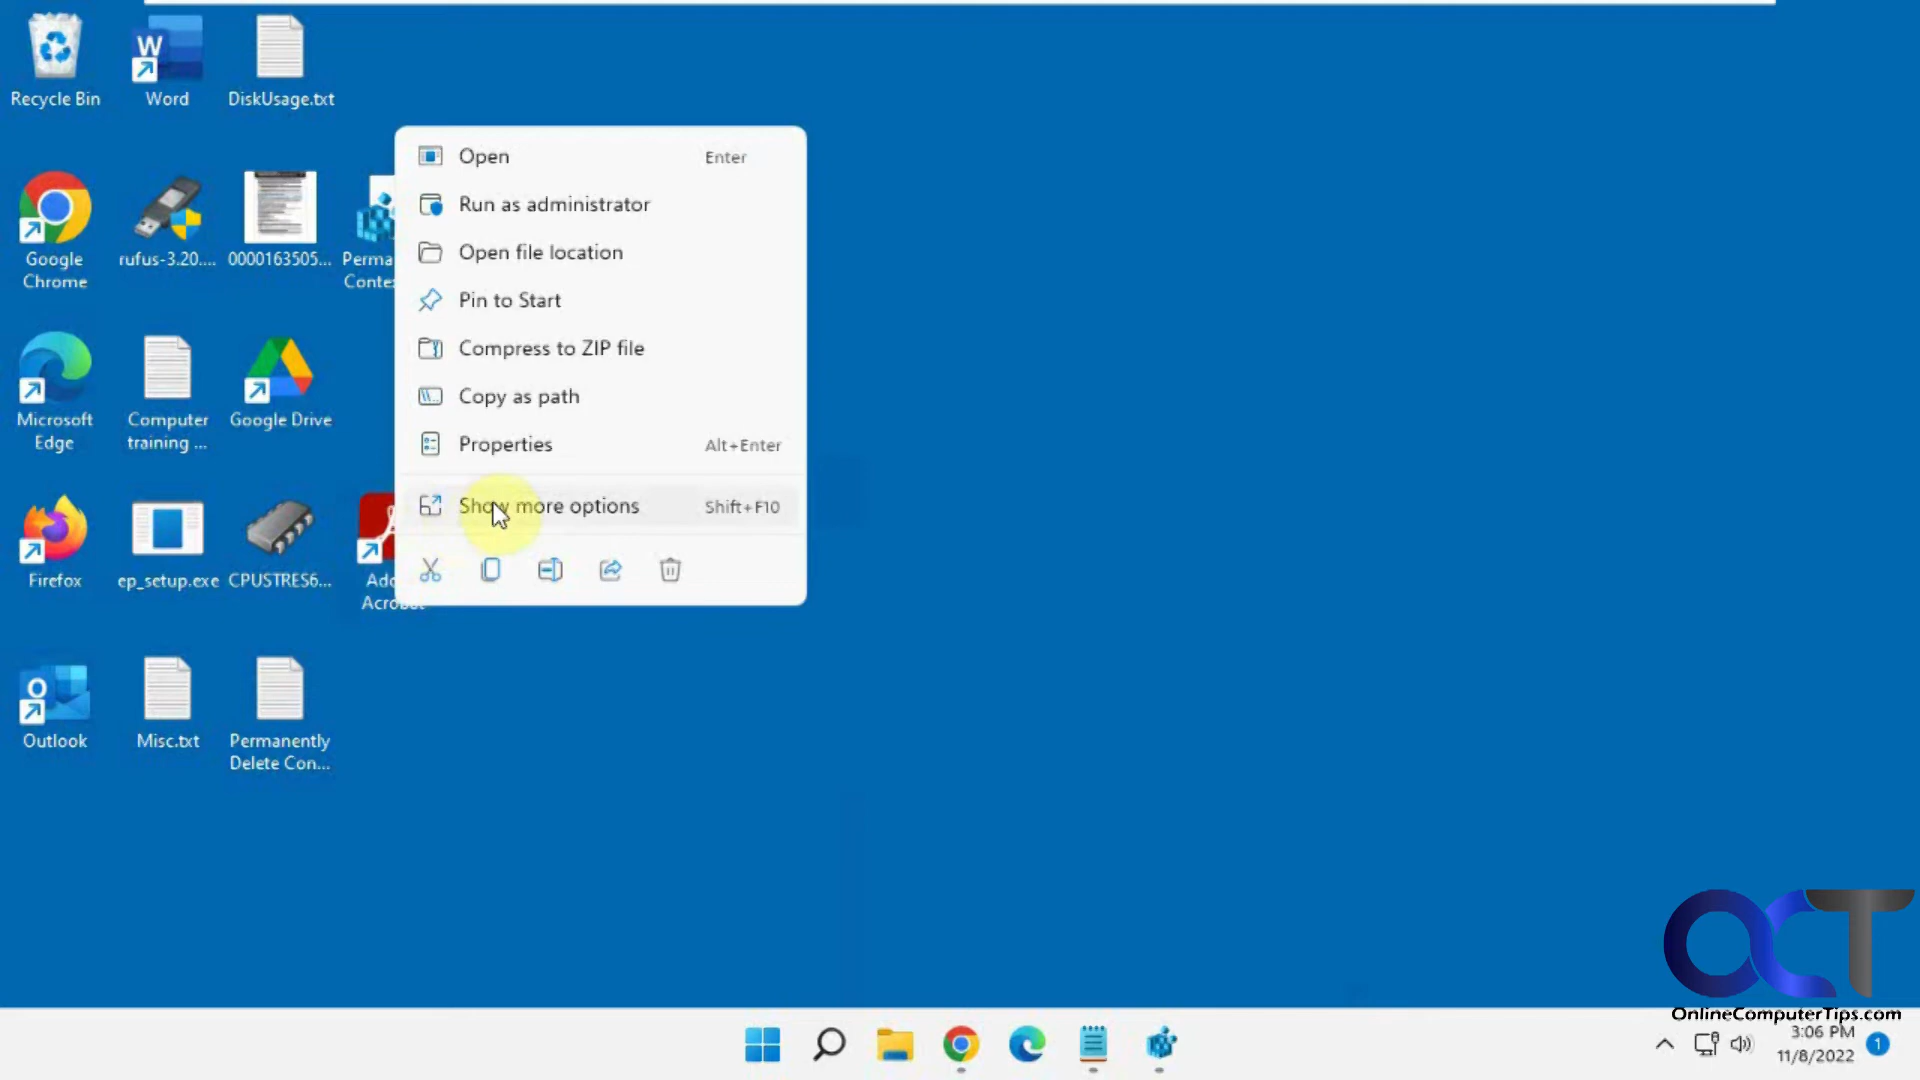 Recycle Bin
Word
DiskUsage.txt
Google
Chrome
rufus-3.20....
0000163505...
Perma
Conte
Microsoft
Edge
Computer
training ...
Google Drive
Firefox
ep_setup.exe
CPUSTRES6...
Outlook
Misc.txt
Permanently
Delete Con...
Open Enter
Run as administrator
Open file location
Pin to Start
Compress to ZIP file
Copy as path
Properties Alt+Enter
Show more options Shift+F10
OCT
OnlineComputerTips.com
3:06 PM
11/8/2022
1